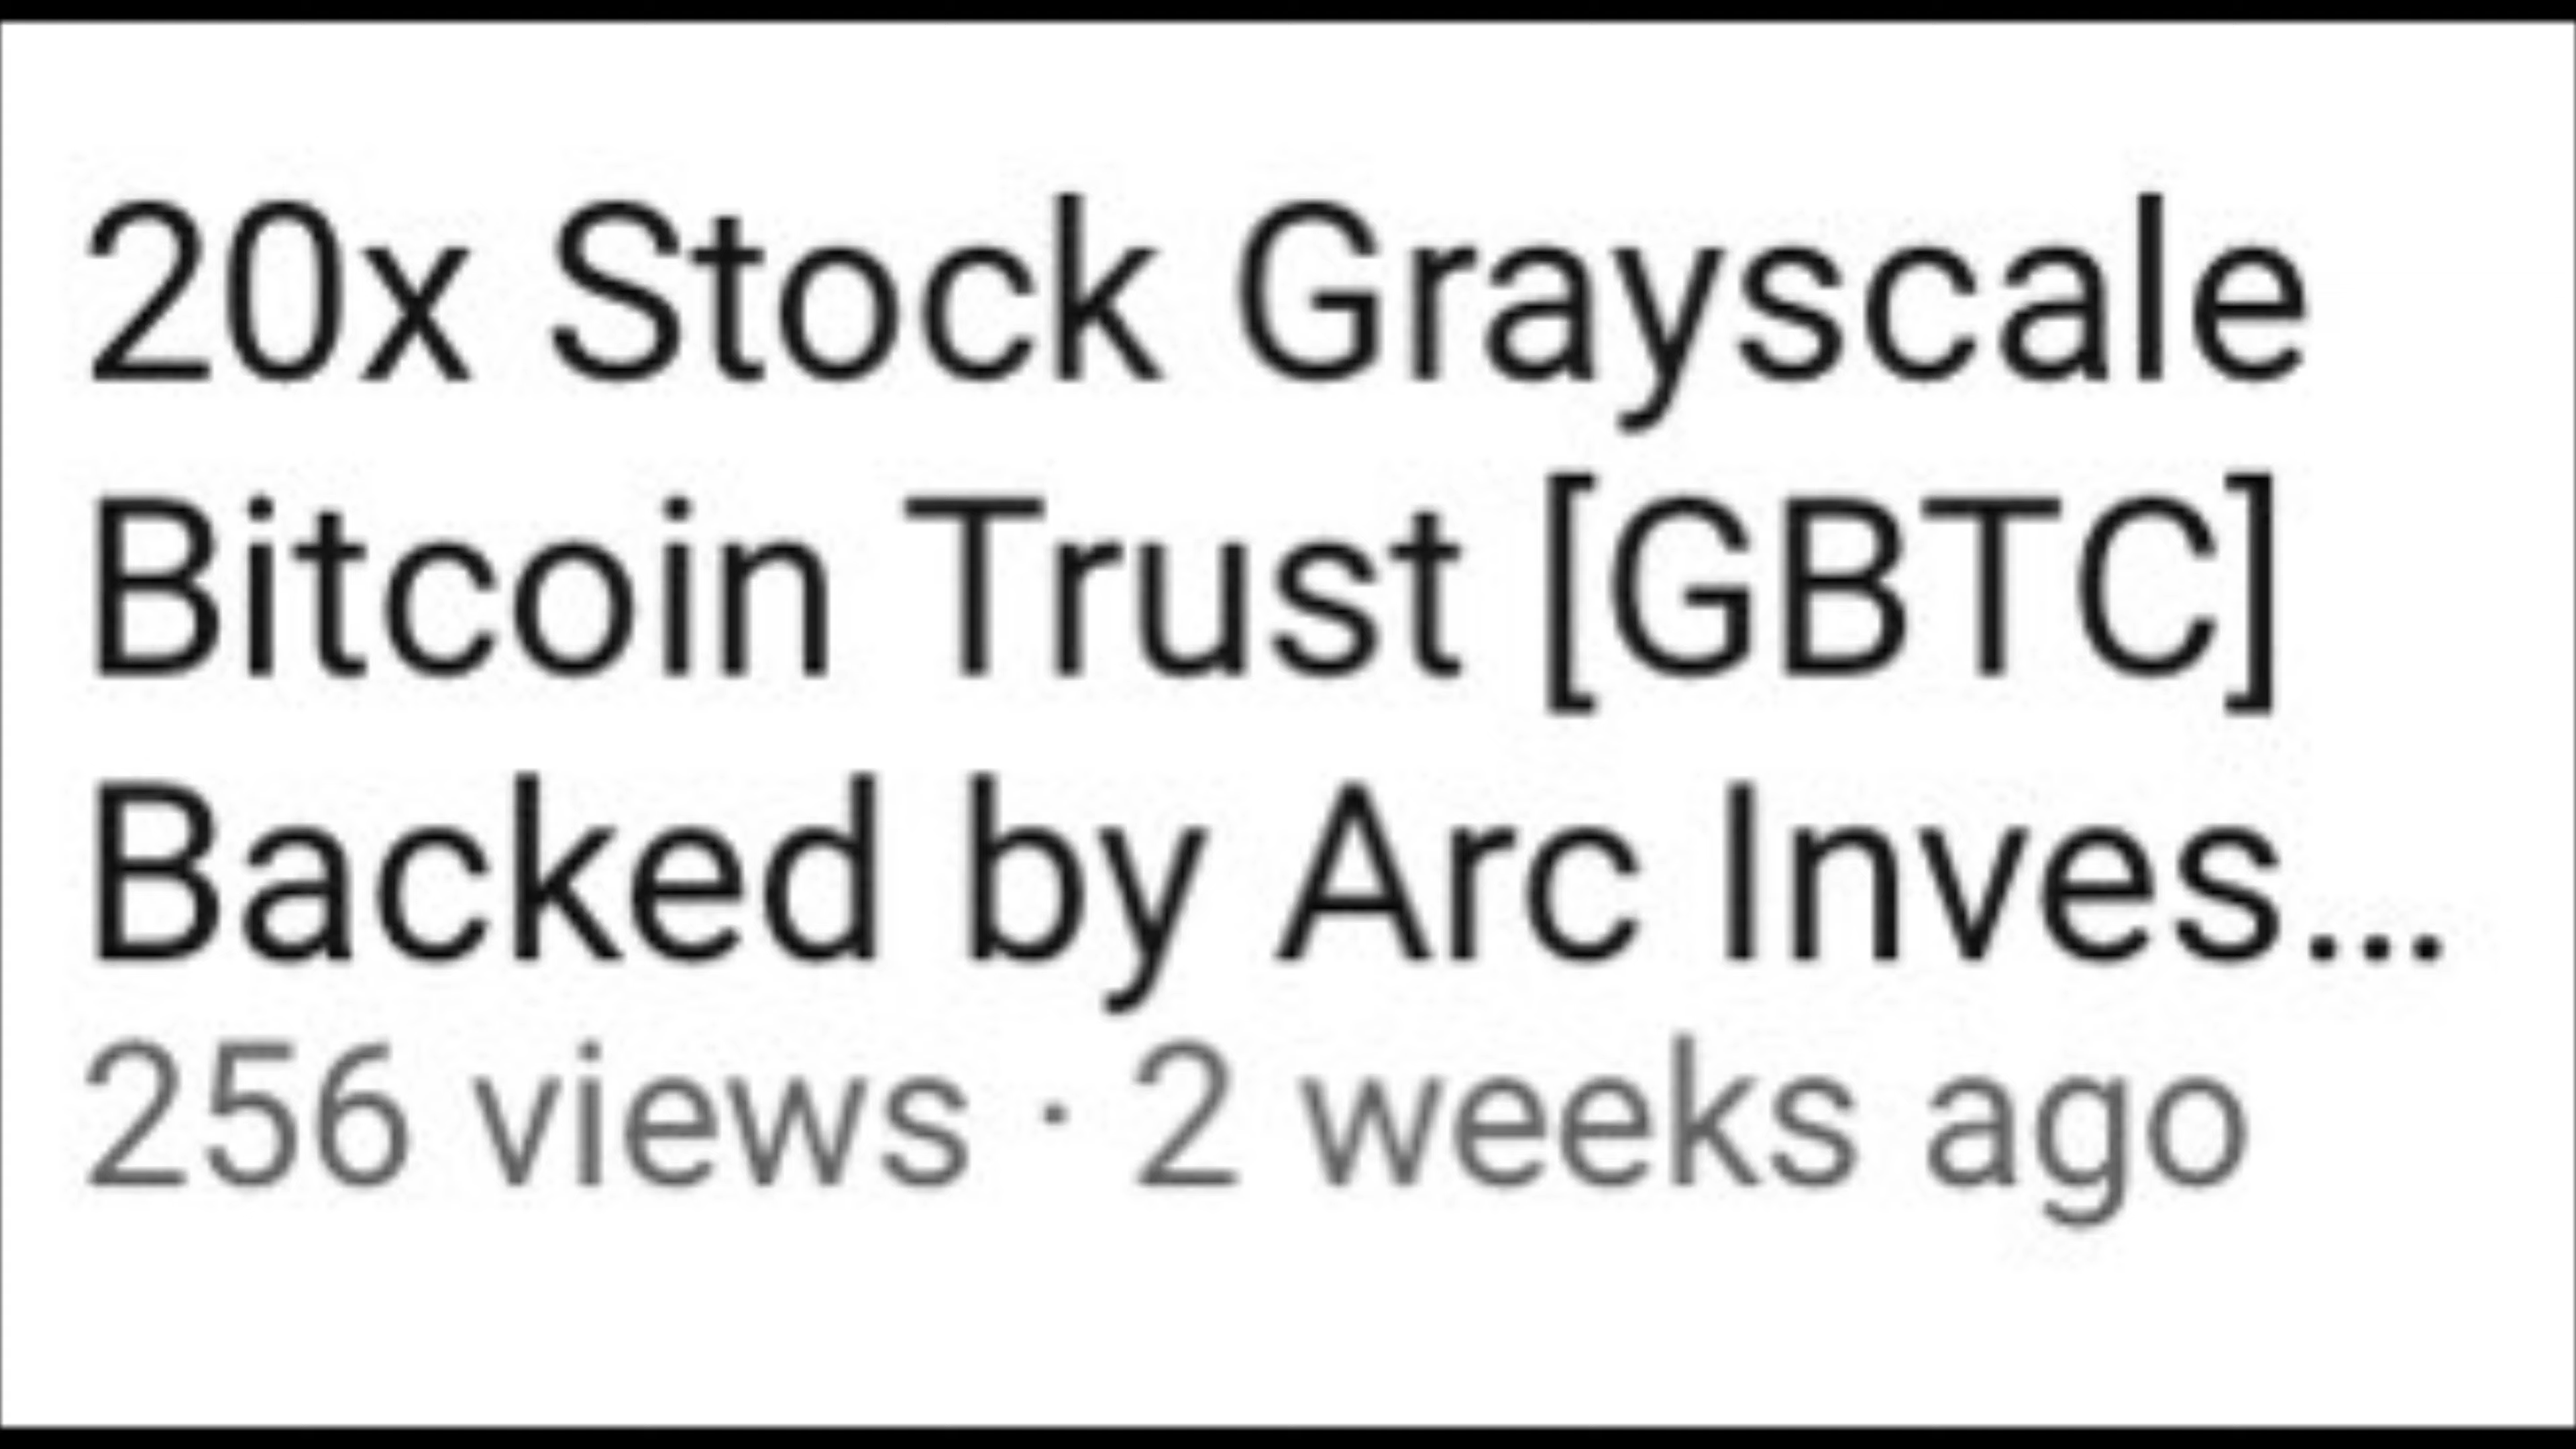 20x Stock Grayscale
Bitcoin Trust [GBTC]
Backed by Arc Inves...
256 views · 2 weeks ago